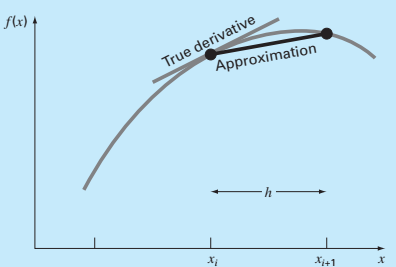 f(x)
True derivative
Approximation
h
xᵢ
xᵢ₊₁
x